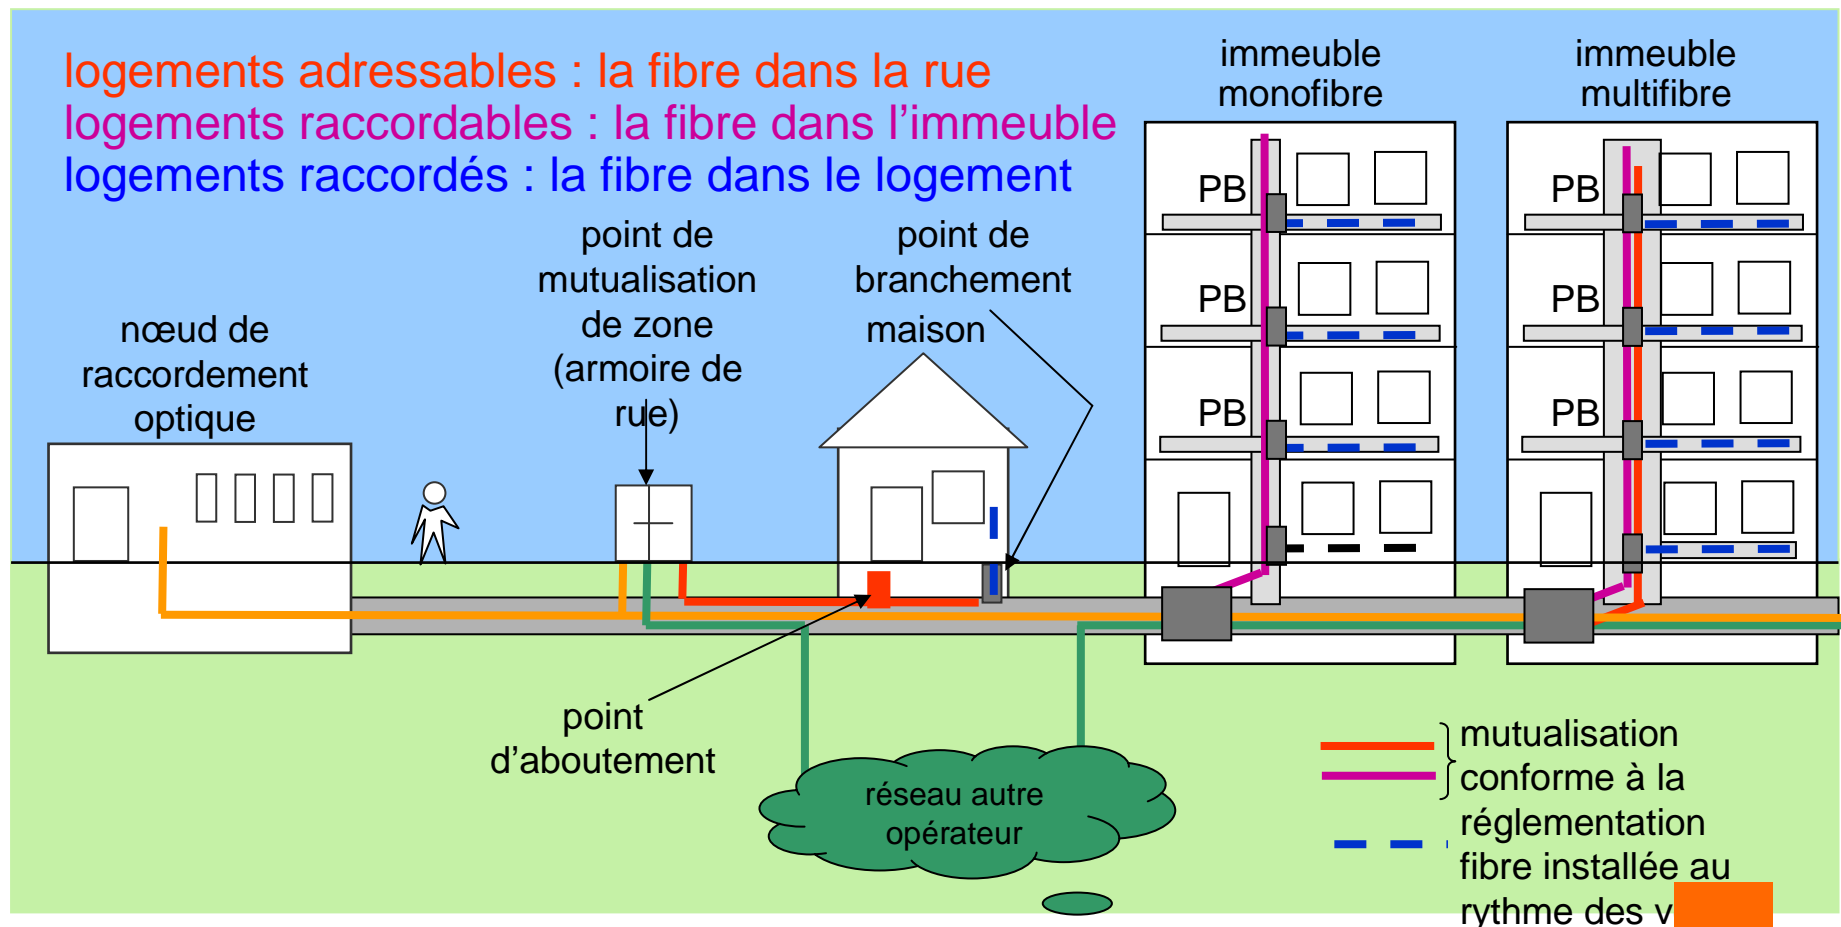 logements adressables : la fibre dans la rue
logements raccordables : la fibre dans l’immeuble
logements raccordés : la fibre dans le logement
immeuble
monofibre
immeuble
multifibre
nœud de
raccordement
optique
point de
mutualisation
de zone
(armoire de
rue)
point de
branchement
maison
PB
PB
PB
PB
PB
PB
point
d’aboutement
réseau autre
opérateur
mutualisation
conforme à la
réglementation
fibre installée au
rythme des